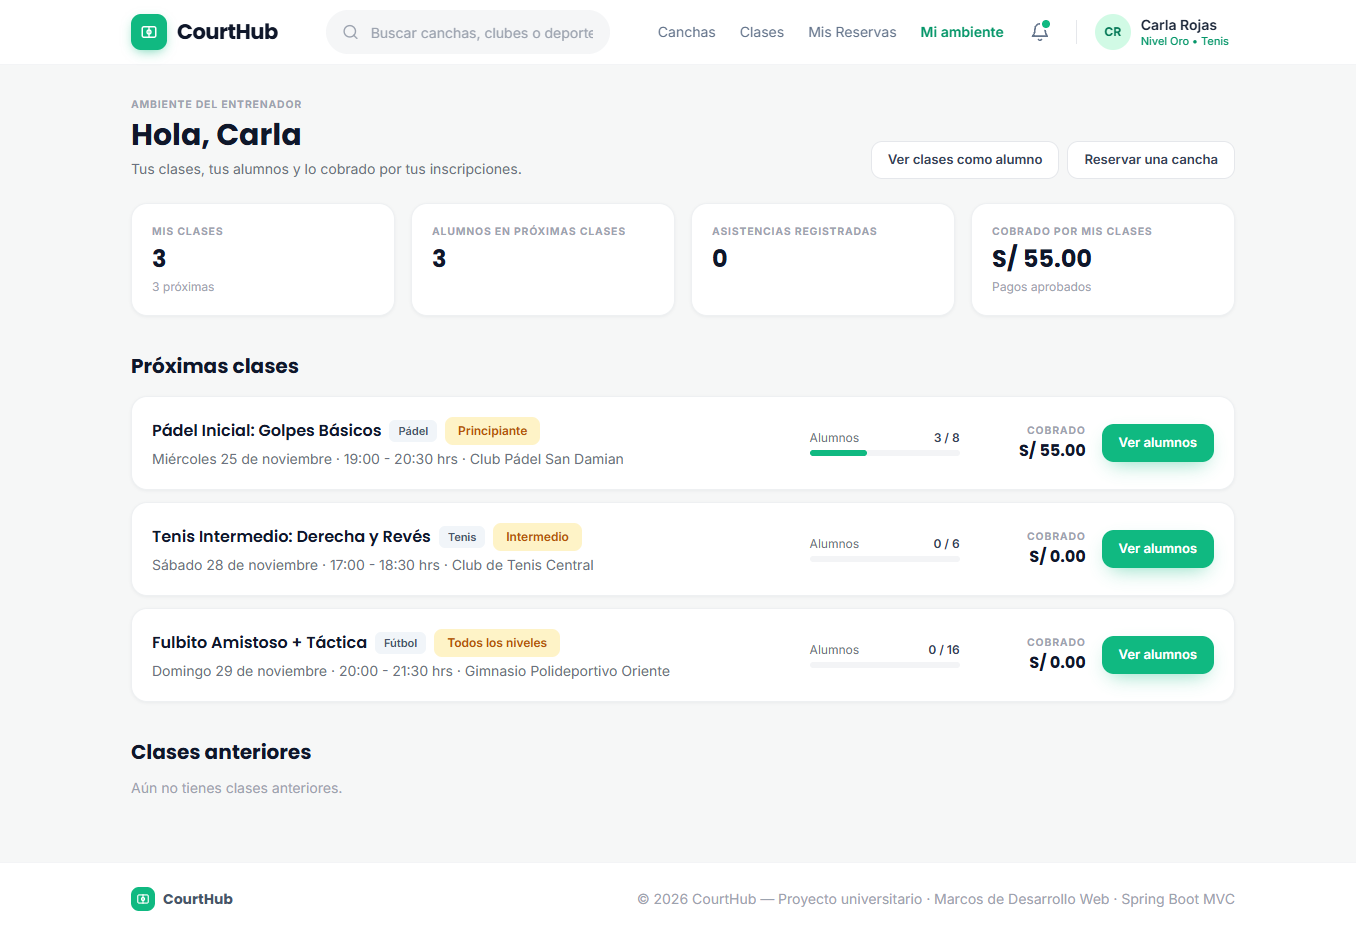 CourtHub
Buscar canchas, clubes o deporte
Canchas
Clases
Mis Reservas
Mi ambiente
CR
Carla Rojas
Nivel Oro • Tenis
AMBIENTE DEL ENTRENADOR
Hola, Carla
Tus clases, tus alumnos y lo cobrado por tus inscripciones.
Ver clases como alumno
Reservar una cancha
MIS CLASES
3
3 próximas
ALUMNOS EN PRÓXIMAS CLASES
3
ASISTENCIAS REGISTRADAS
0
COBRADO POR MIS CLASES
S/ 55.00
Pagos aprobados
Próximas clases
Pádel Inicial: Golpes Básicos Pádel Principiante
Miércoles 25 de noviembre · 19:00 - 20:30 hrs · Club Pádel San Damian
Alumnos 3 / 8
COBRADO
S/ 55.00
Ver alumnos
Tenis Intermedio: Derecha y Revés Tenis Intermedio
Sábado 28 de noviembre · 17:00 - 18:30 hrs · Club de Tenis Central
Alumnos 0 / 6
COBRADO
S/ 0.00
Ver alumnos
Fulbito Amistoso + Táctica Fútbol Todos los niveles
Domingo 29 de noviembre · 20:00 - 21:30 hrs · Gimnasio Polideportivo Oriente
Alumnos 0 / 16
COBRADO
S/ 0.00
Ver alumnos
Clases anteriores
Aún no tienes clases anteriores.
CourtHub
© 2026 CourtHub — Proyecto universitario · Marcos de Desarrollo Web · Spring Boot MVC